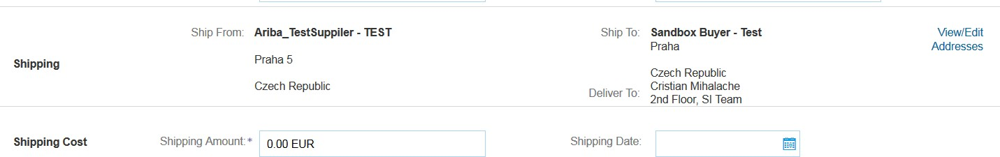 Ship From: Ariba_TestSuppiler - TEST Ship To: Sandbox Buyer - Test View/Edit
Praha Addresses
Praha 5
Shipping
Czech Republic
Czech Republic Cristian Mihalache
Deliver To:
2nd Floor, SI Team
Shipping Cost Shipping Amount:* 0.00 EUR Shipping Date: